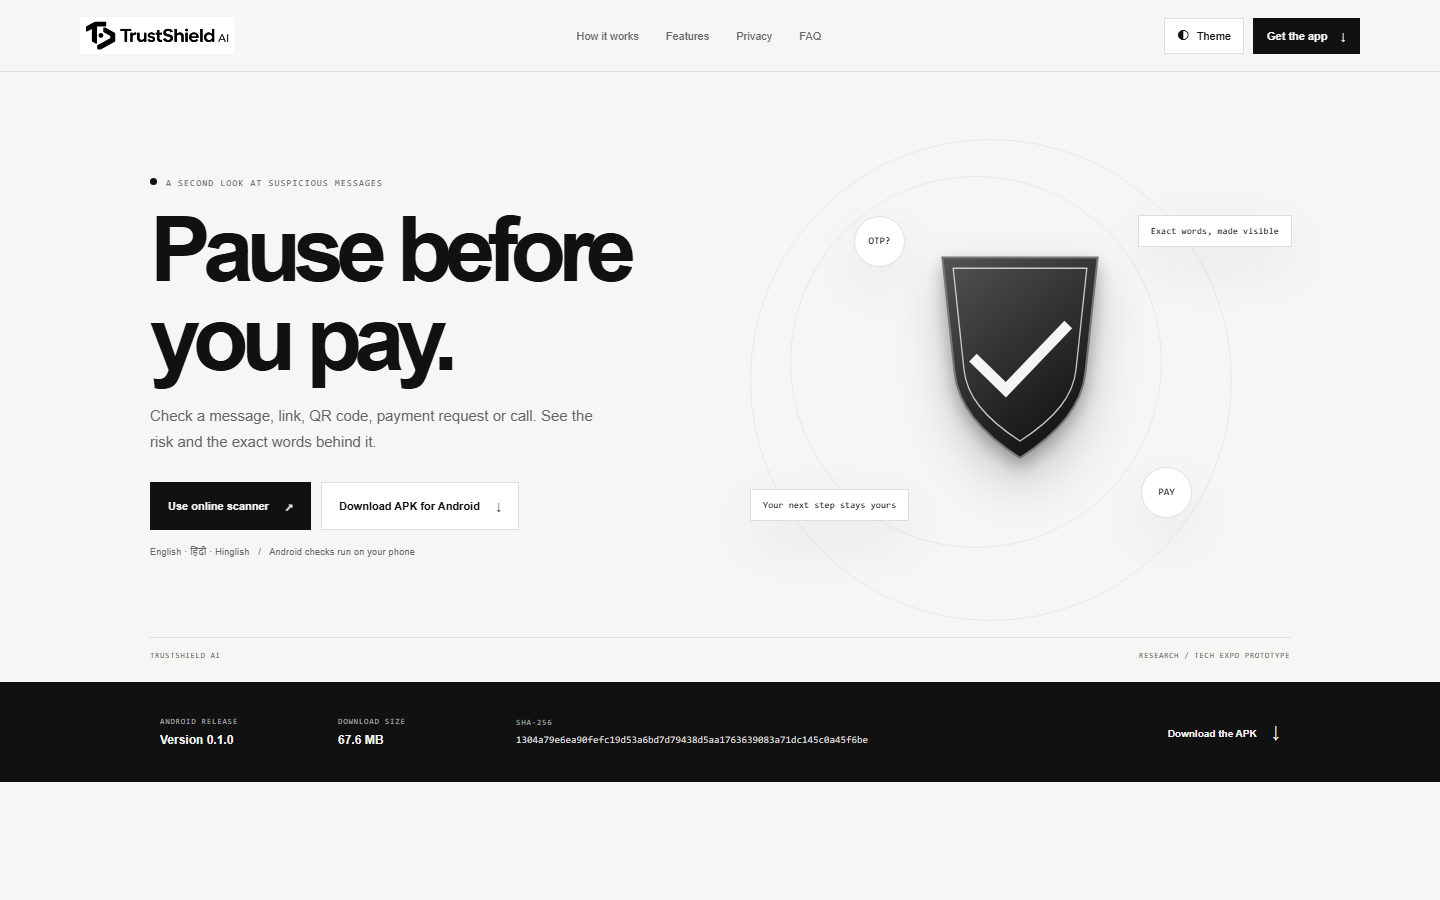 TrustShield AI
How it works
Features
Privacy
FAQ
Theme
Get the app ↓
A SECOND LOOK AT SUSPICIOUS MESSAGES
Pause before
you pay.
Check a message, link, QR code, payment request or call. See the
risk and the exact words behind it.
Use online scanner ↗
Download APK for Android ↓
English · हिंदी · Hinglish / Android checks run on your phone
OTP?
Exact words, made visible
Your next step stays yours
PAY
TRUSTSHIELD AI
RESEARCH / TECH EXPO PROTOTYPE
ANDROID RELEASE
Version 0.1.0
DOWNLOAD SIZE
67.6 MB
SHA-256
1304a79e6ea90fefc19d53a6bd7d79438d5aa1763639083a71dc145c0a45f6be
Download the APK ↓